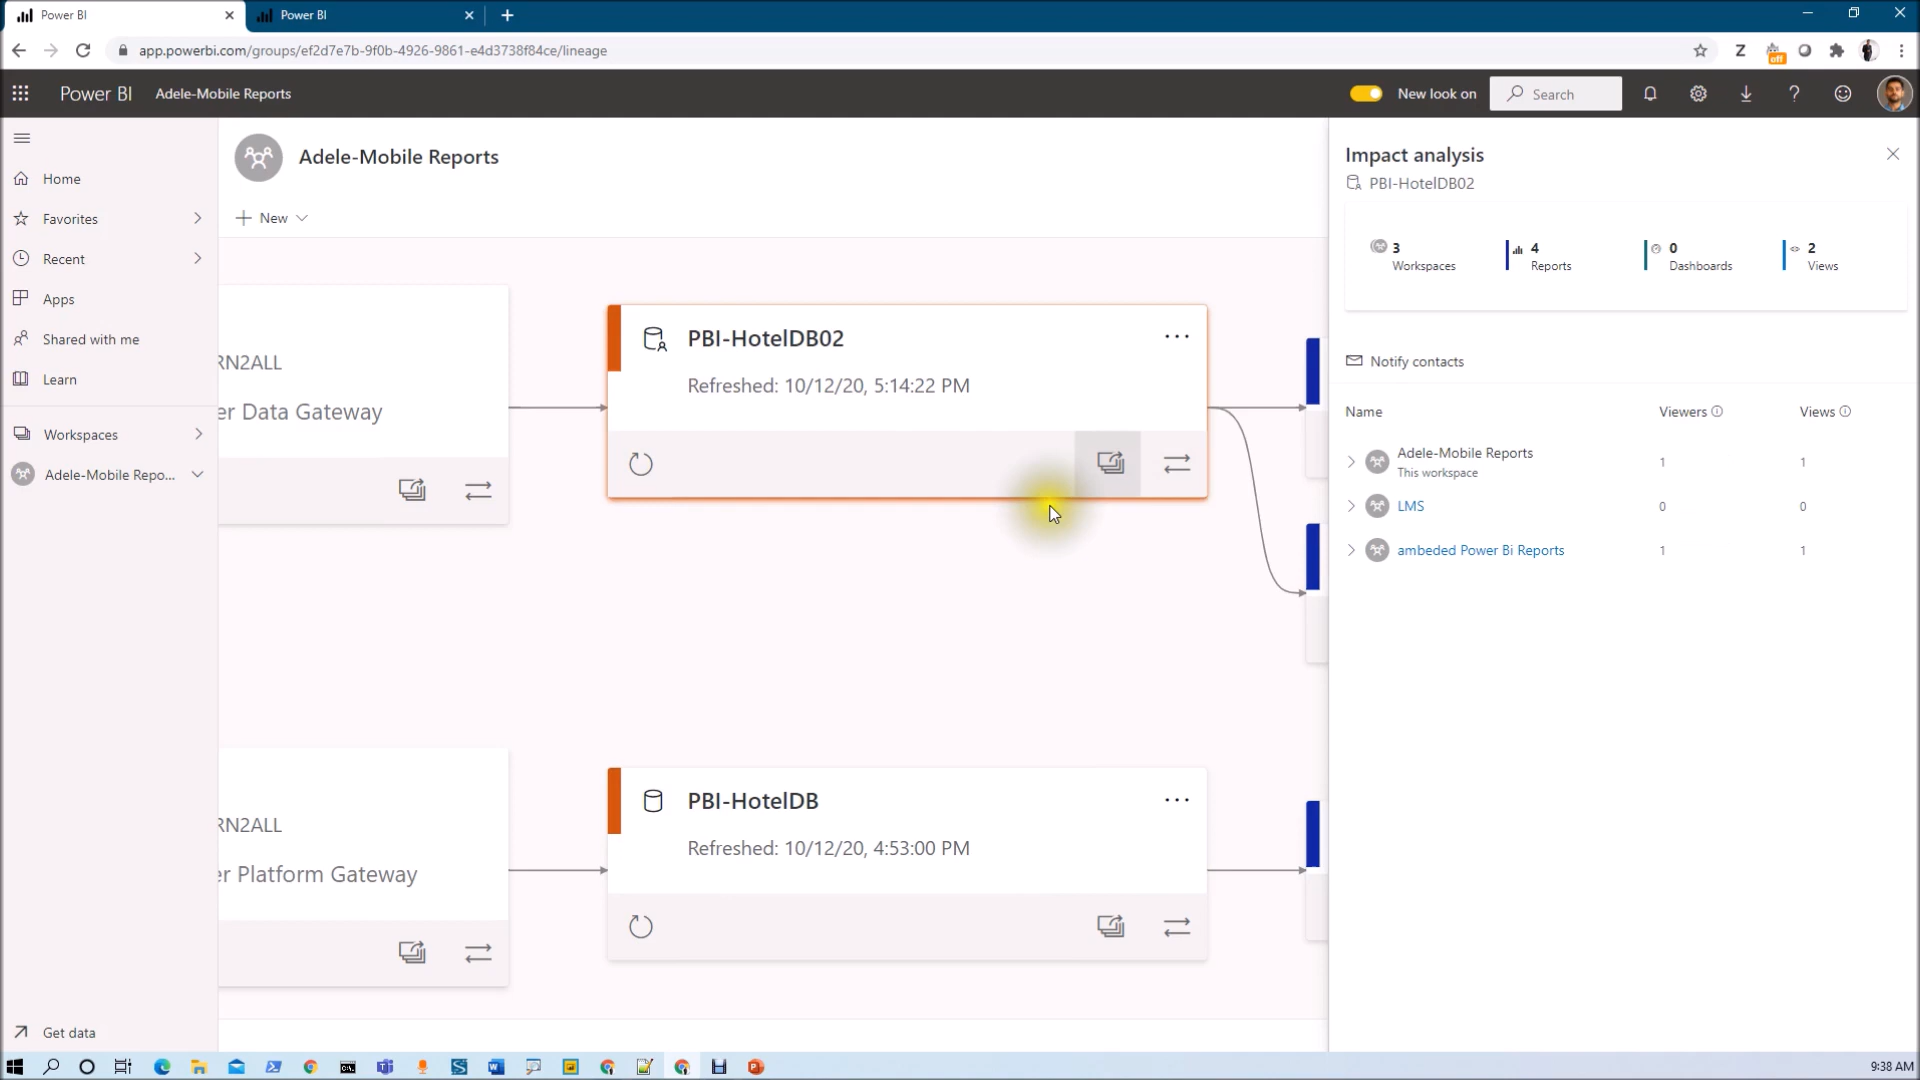 Power BI
Power BI
app.powerbi.com/groups/ef2d7e7b-9f0b-4926-9861-e4d3738f84ce/lineage
Z
off
Power BI
Adele-Mobile Reports
New look on
Search
Home
Favorites
Recent
Apps
Shared with me
Learn
Workspaces
Adele-Mobile Repo...
Get data
Adele-Mobile Reports
New
RN2ALL
er Data Gateway
PBI-HotelDB02
Refreshed: 10/12/20, 5:14:22 PM
RN2ALL
er Platform Gateway
PBI-HotelDB
Refreshed: 10/12/20, 4:53:00 PM
Impact analysis
PBI-HotelDB02
3 Workspaces
4 Reports
0 Dashboards
2 Views
Notify contacts
Name Viewers Views
Adele-Mobile Reports 1 1
This workspace
LMS 0 0
ambeded Power Bi Reports 1 1
9:38 AM